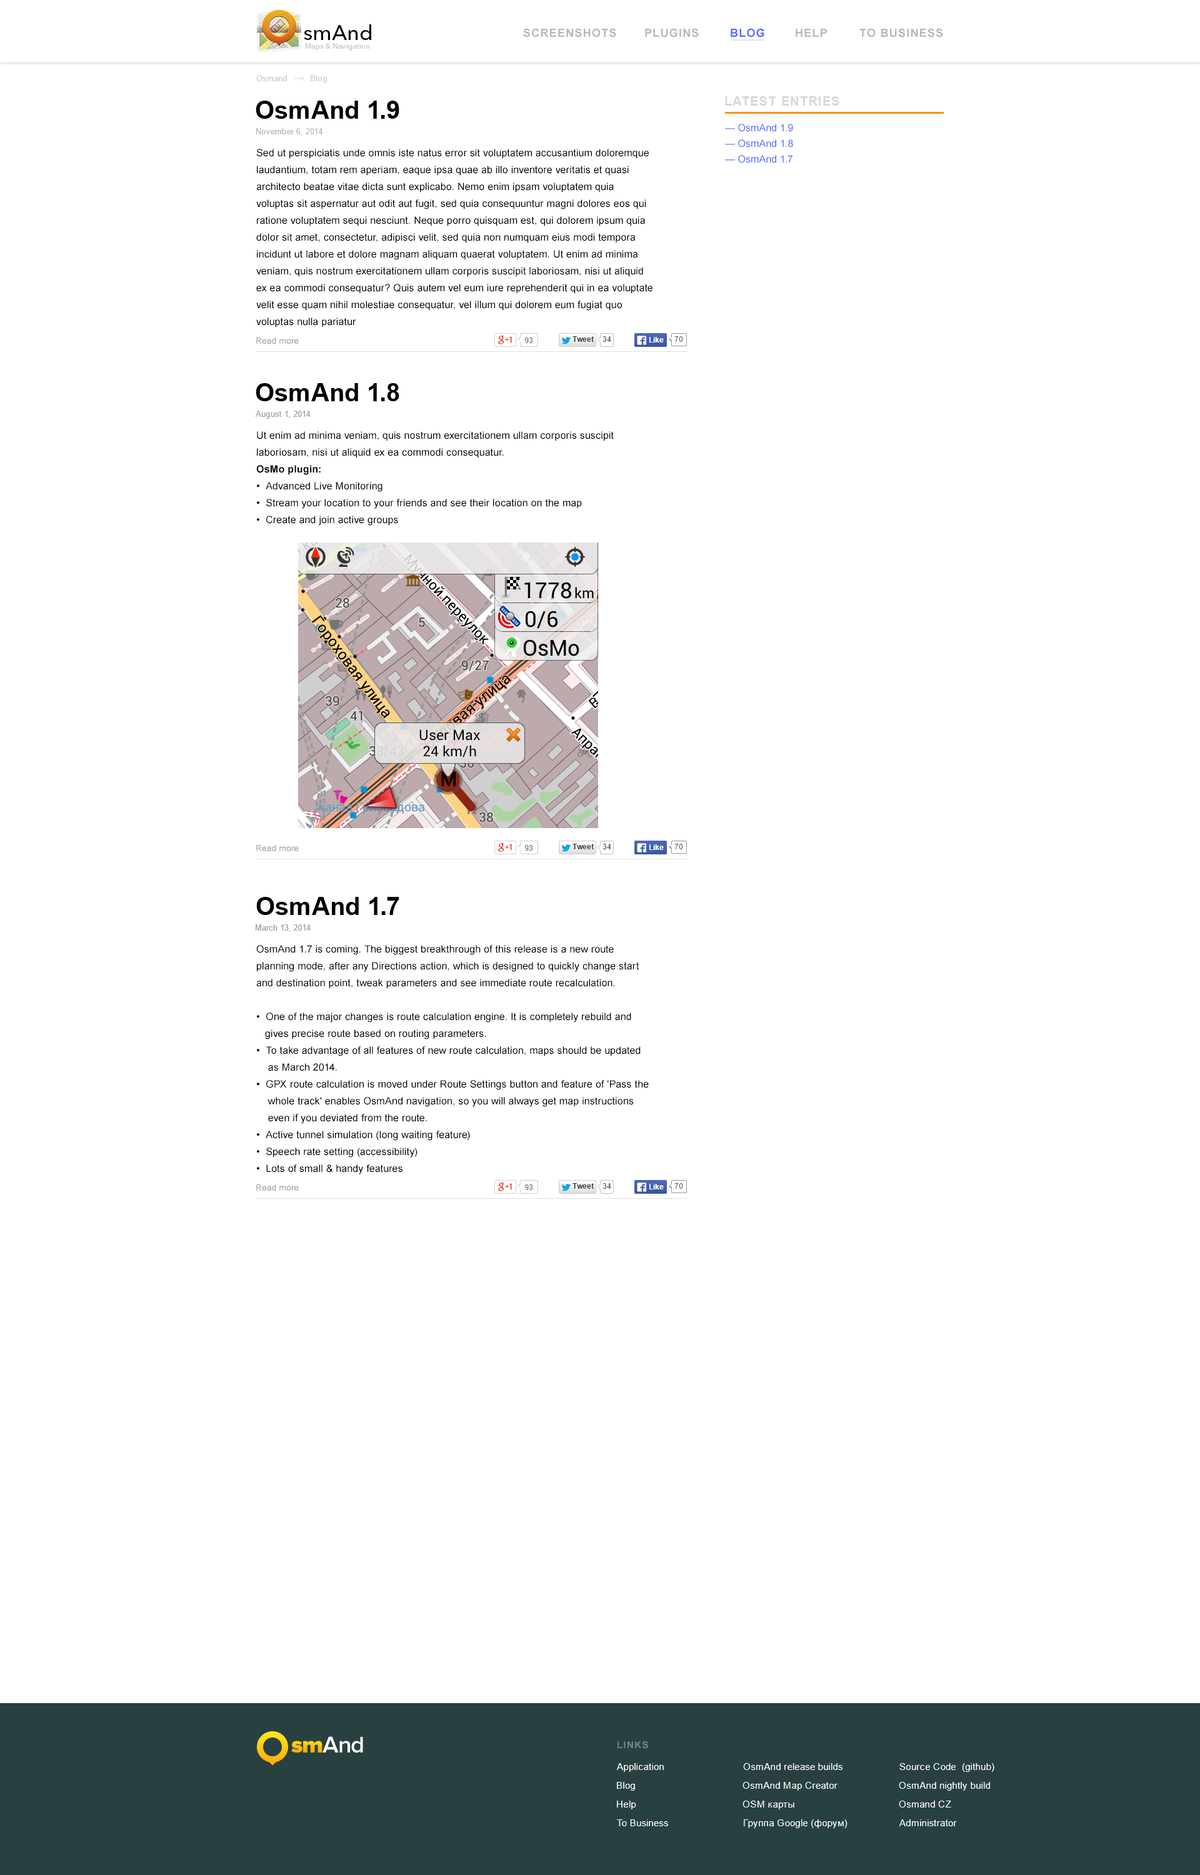 smAnd
Maps & Navigation
SCREENSHOTS PLUGINS BLOG HELP TO BUSINESS
Osmand → Blog
OsmAnd 1.9
November 6, 2014
Sed ut perspiciatis unde omnis iste natus error sit voluptatem accusantium doloremque
laudantium, totam rem aperiam, eaque ipsa quae ab illo inventore veritatis et quasi
architecto beatae vitae dicta sunt explicabo. Nemo enim ipsam voluptatem quia
voluptas sit aspernatur aut odit aut fugit, sed quia consequuntur magni dolores eos qui
ratione voluptatem sequi nesciunt. Neque porro quisquam est, qui dolorem ipsum quia
dolor sit amet, consectetur, adipisci velit, sed quia non numquam eius modi tempora
incidunt ut labore et dolore magnam aliquam quaerat voluptatem. Ut enim ad minima
veniam, quis nostrum exercitationem ullam corporis suscipit laboriosam, nisi ut aliquid
ex ea commodi consequatur? Quis autem vel eum iure reprehenderit qui in ea voluptate
velit esse quam nihil molestiae consequatur, vel illum qui dolorem eum fugiat quo
voluptas nulla pariatur
Read more g+1 93 Tweet 34 Like 70
LATEST ENTRIES
— OsmAnd 1.9
— OsmAnd 1.8
— OsmAnd 1.7
OsmAnd 1.8
August 1, 2014
Ut enim ad minima veniam, quis nostrum exercitationem ullam corporis suscipit
laboriosam, nisi ut aliquid ex ea commodi consequatur.
OsMo plugin:
• Advanced Live Monitoring
• Stream your location to your friends and see their location on the map
• Create and join active groups
Мучной переулок
1778 km
0/6
OsMo
28
5
Гороховая улица
9/27
39
41
вая улица
Апра
User Max
24 km/h
33/43
M
38
Read more g+1 93 Tweet 34 Like 70
OsmAnd 1.7
March 13, 2014
OsmAnd 1.7 is coming. The biggest breakthrough of this release is a new route
planning mode, after any Directions action, which is designed to quickly change start
and destination point, tweak parameters and see immediate route recalculation.
• One of the major changes is route calculation engine. It is completely rebuild and
gives precise route based on routing parameters.
• To take advantage of all features of new route calculation, maps should be updated
as March 2014.
• GPX route calculation is moved under Route Settings button and feature of 'Pass the
whole track' enables OsmAnd navigation, so you will always get map instructions
even if you deviated from the route.
• Active tunnel simulation (long waiting feature)
• Speech rate setting (accessibility)
• Lots of small & handy features
Read more g+1 93 Tweet 34 Like 70
smAnd
LINKS
Application OsmAnd release builds Source Code (github)
Blog OsmAnd Map Creator OsmAnd nightly build
Help OSM карты Osmand CZ
To Business Группа Google (форум) Administrator